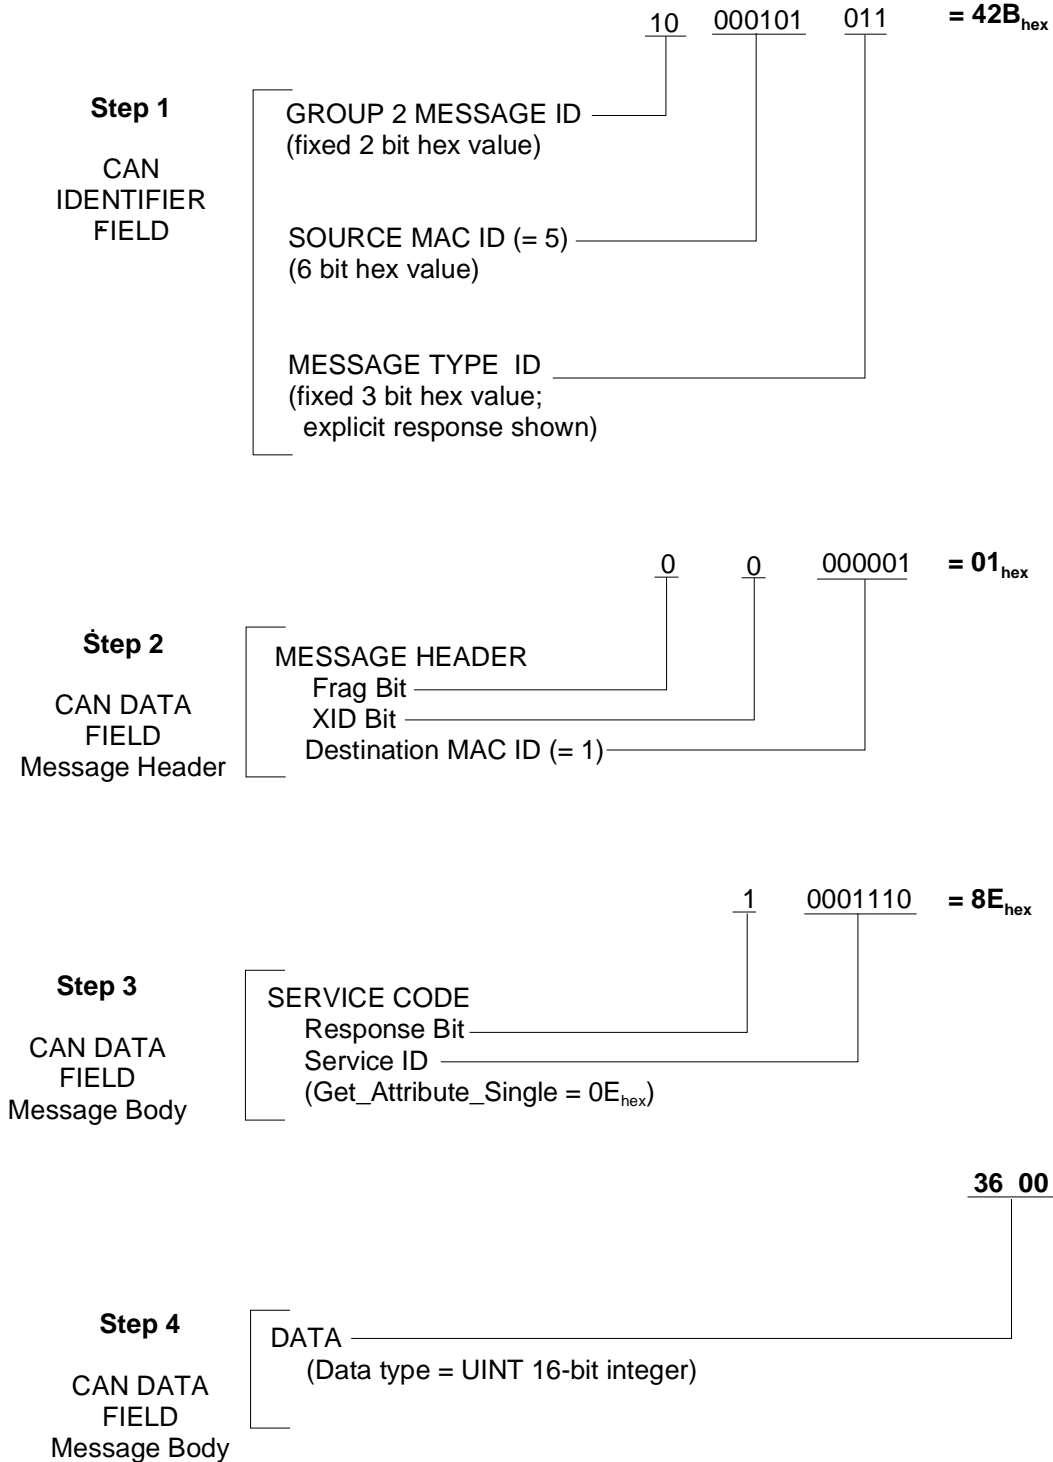 10 000101 011 = 42Bhex
Step 1
CAN
IDENTIFIER
FIELD
GROUP 2 MESSAGE ID
(fixed 2 bit hex value)
SOURCE MAC ID (= 5)
(6 bit hex value)
MESSAGE TYPE ID
(fixed 3 bit hex value;
explicit response shown)
0 0 000001 = 01hex
Step 2
CAN DATA
FIELD
Message Header
MESSAGE HEADER
Frag Bit
XID Bit
Destination MAC ID (= 1)
1 0001110 = 8Ehex
Step 3
CAN DATA
FIELD
Message Body
SERVICE CODE
Response Bit
Service ID
(Get_Attribute_Single = 0Ehex)
36 00
Step 4
CAN DATA
FIELD
Message Body
DATA
(Data type = UINT 16-bit integer)